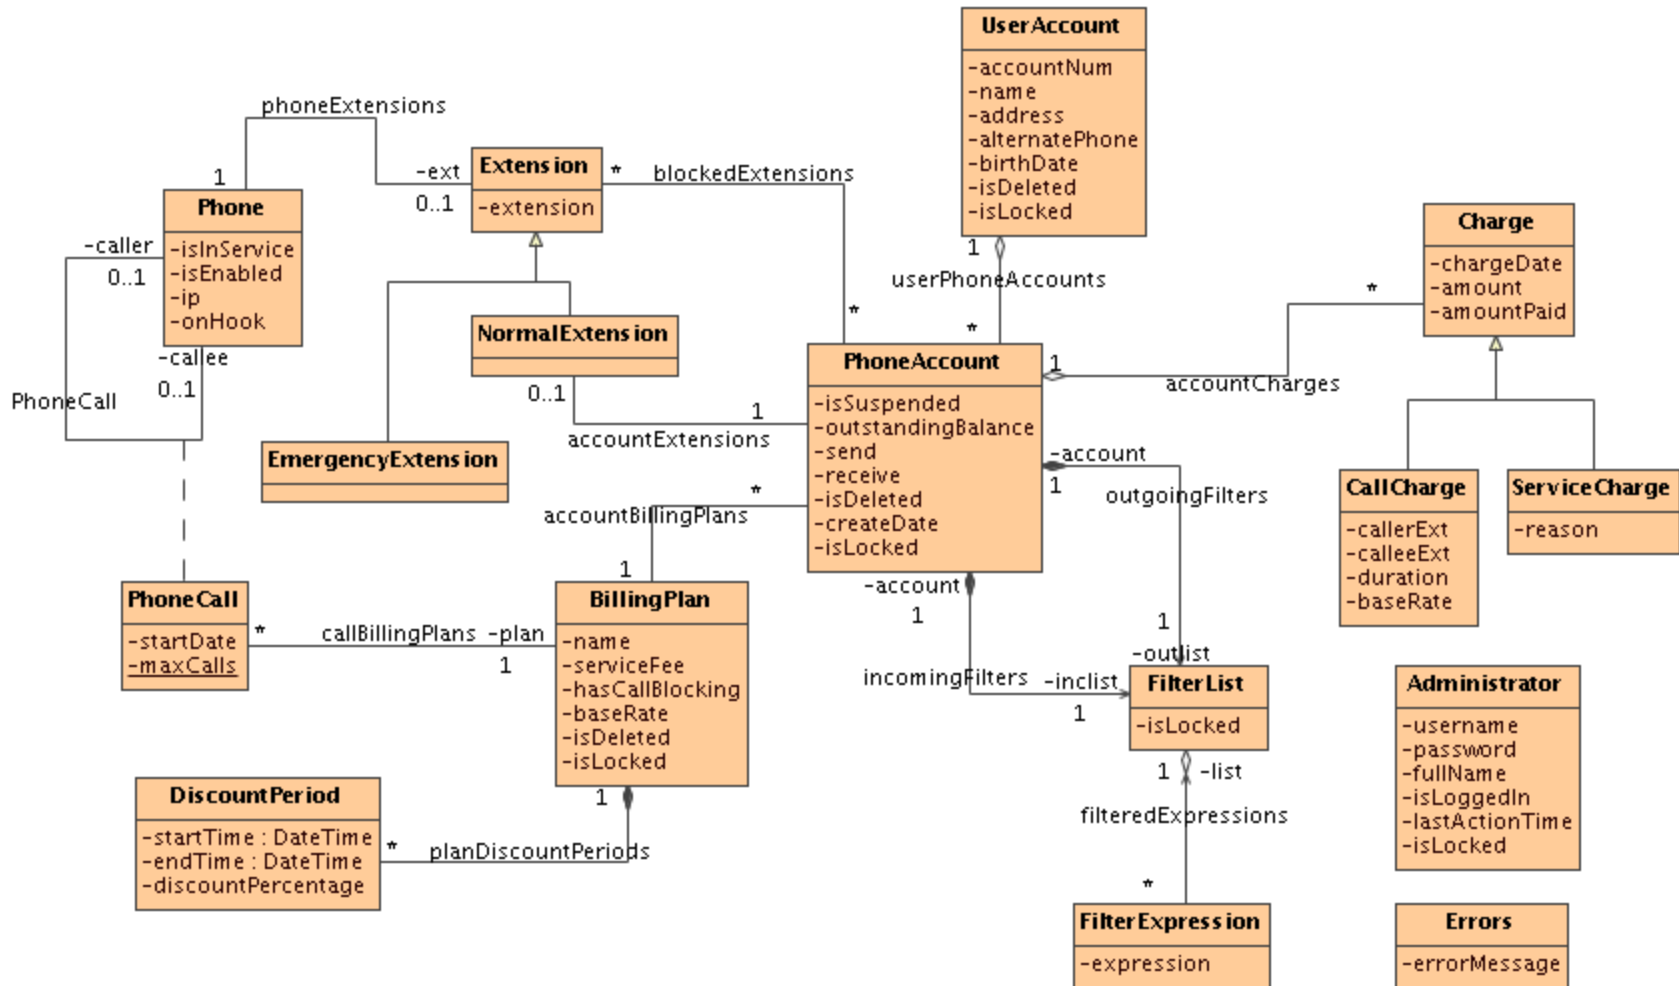 UserAccount
-accountNum
-name
-address
-alternatePhone
-birthDate
-isDeleted
-isLocked
1
userPhoneAccounts
*
phoneExtensions
1
-ext
0..1
Extension
-extension
*
blockedExtensions
*
Phone
-isInService
-isEnabled
-ip
-onHook
-caller
0..1
-callee
0..1
PhoneCall
NormalExtension
0..1
1
accountExtensions
EmergencyExtension
PhoneAccount
-isSuspended
-outstandingBalance
-send
-receive
-isDeleted
-createDate
-isLocked
1
accountCharges
*
Charge
-chargeDate
-amount
-amountPaid
CallCharge
-callerExt
-calleeExt
-duration
-baseRate
ServiceCharge
-reason
*
accountBillingPlans
1
-account
1
outgoingFilters
1
-outlist
-account
1
incomingFilters
-inclist
1
PhoneCall
-startDate
-maxCalls
*
callBillingPlans
-plan
1
BillingPlan
-name
-serviceFee
-hasCallBlocking
-baseRate
-isDeleted
-isLocked
1
planDiscountPeriods
*
DiscountPeriod
-startTime : DateTime
-endTime : DateTime
-discountPercentage
FilterList
-isLocked
1
-list
filteredExpressions
*
FilterExpression
-expression
Administrator
-username
-password
-fullName
-isLoggedIn
-lastActionTime
-isLocked
Errors
-errorMessage